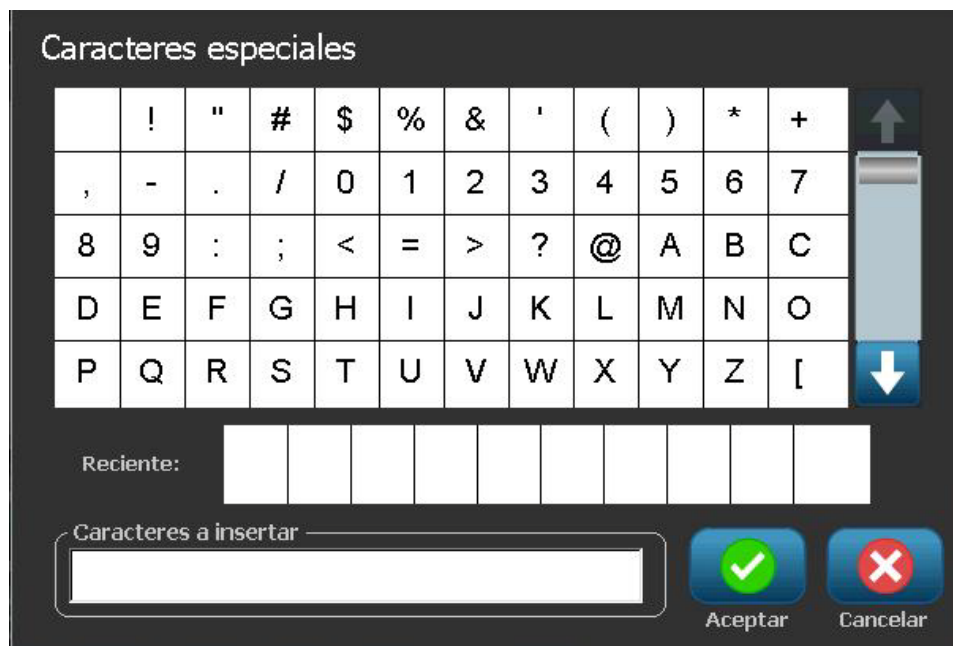 Caracteres especiales
! " # $ % & ' ( ) * +
, - . / 0 1 2 3 4 5 6 7
8 9 : ; < = > ? @ A B C
D E F G H I J K L M N O
P Q R S T U V W X Y Z [
Reciente:
Caracteres a insertar
Aceptar Cancelar